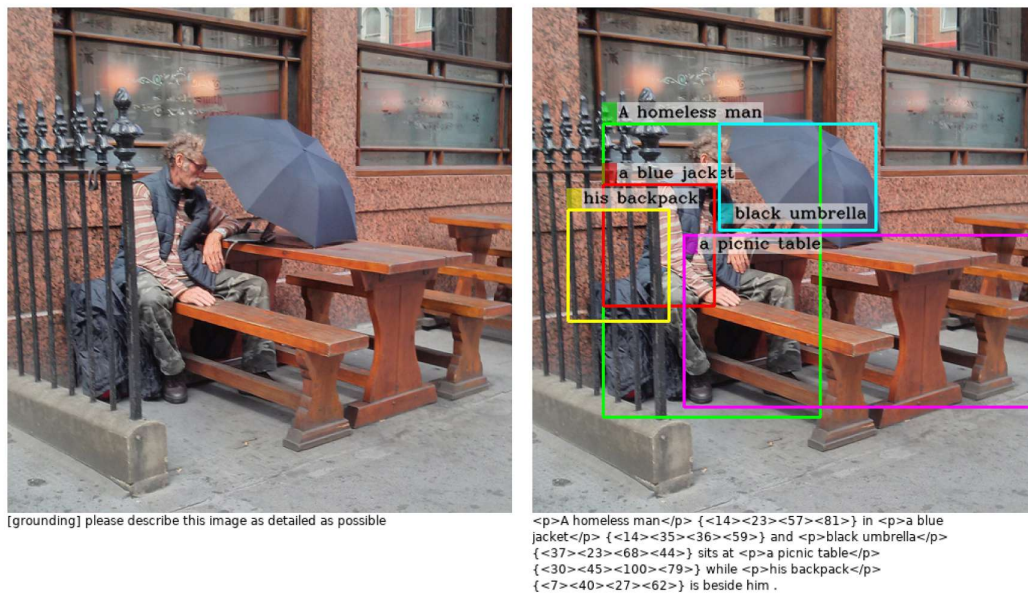 A homeless man
a blue jacket
his backpack
black umbrella
a picnic table
[grounding] please describe this image as detailed as possible
<p>A homeless man</p> {<14><23><57><81>} in <p>a blue
jacket</p> {<14><35><36><59>} and <p>black umbrella</p>
{<37><23><68><44>} sits at <p>a picnic table</p>
{<30><45><100><79>} while <p>his backpack</p>
{<7><40><27><62>} is beside him .